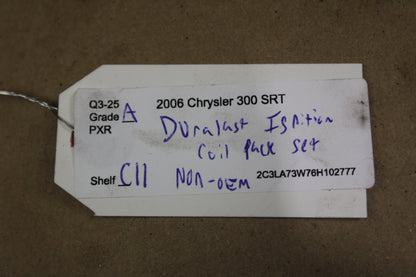 Q3-25 2006 Chrysler 300 SRT
Grade A Duralast Ignition
PXR Coil pack set
Shelf C11 NON-OEM 2C3LA73W76H102777